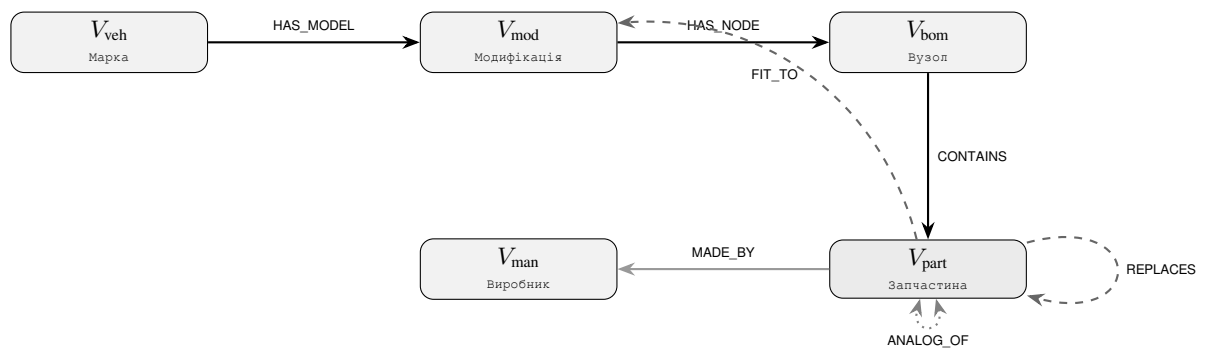 V_veh
Марка
HAS_MODEL
V_mod
Модифікація
HAS_NODE
V_bom
Вузол
FIT_TO
CONTAINS
V_man
Виробник
MADE_BY
V_part
Запчастина
REPLACES
ANALOG_OF